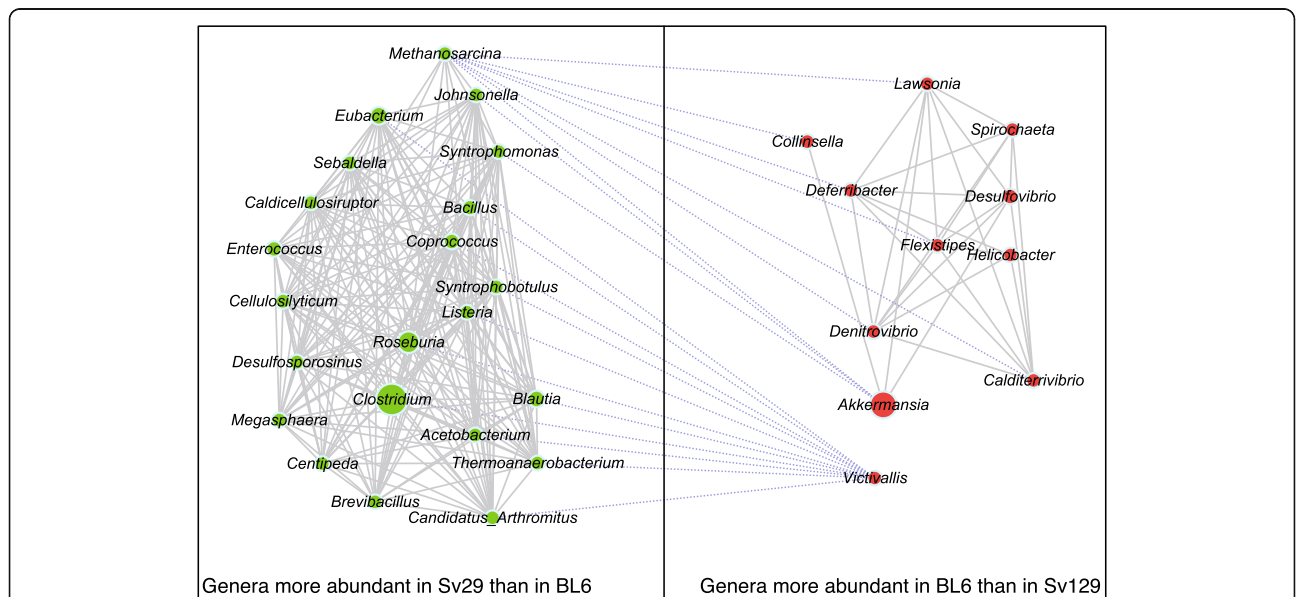 Methanosarcina
Johnsonella
Eubacterium
Syntrophomonas
Sebaldella
Caldicellulosiruptor
Bacillus
Coprococcus
Enterococcus
Syntrophobotulus
Cellulosilyticum
Listeria
Roseburia
Desulfosporosinus
Clostridium
Blautia
Megasphaera
Acetobacterium
Centipeda
Thermoanaerobacterium
Brevibacillus
Candidatus_Arthromitus
Genera more abundant in Sv29 than in BL6
Lawsonia
Spirochaeta
Collinsella
Deferribacter
Desulfovibrio
Flexistipes
Helicobacter
Denitrovibrio
Calditerrivibrio
Akkermansia
Victivallis
Genera more abundant in BL6 than in Sv129